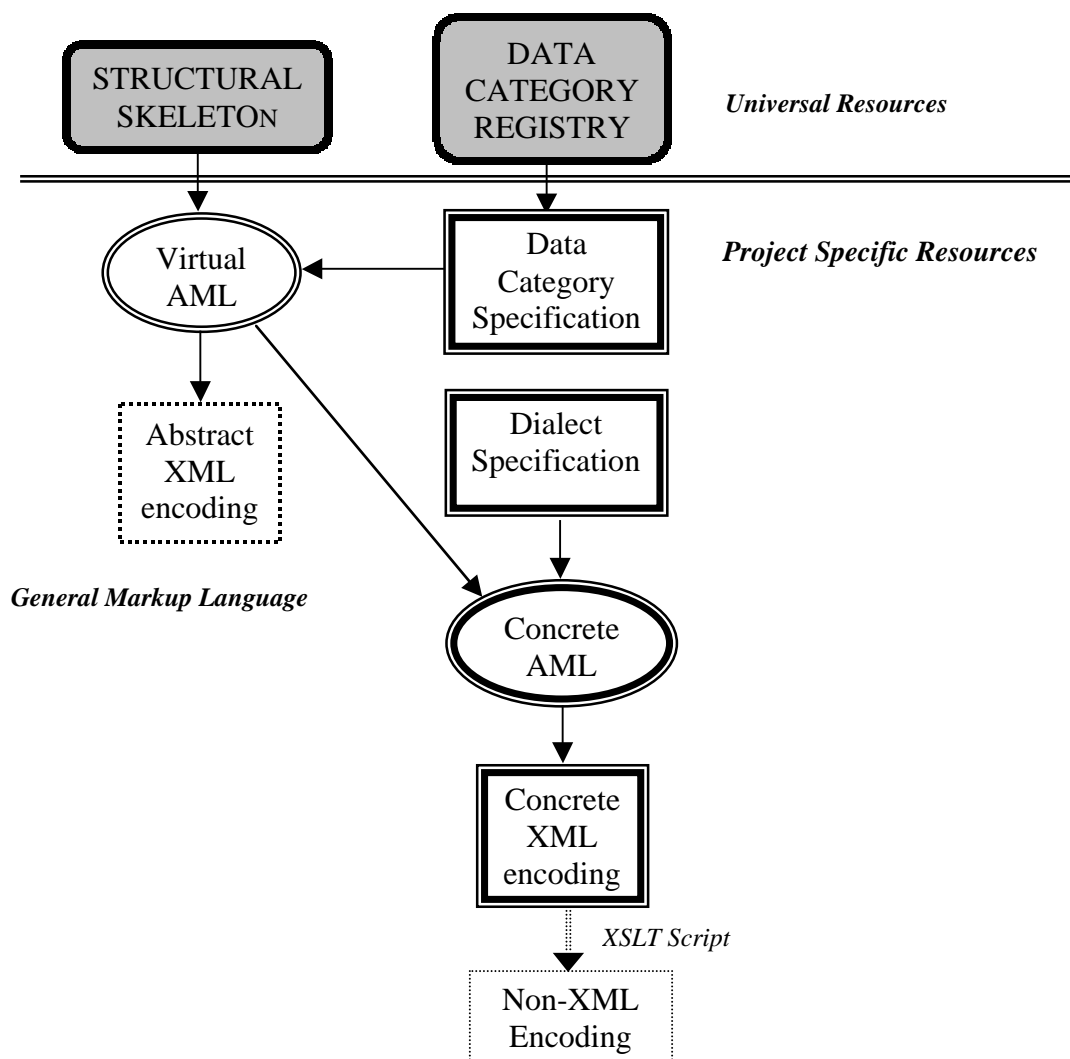 STRUCTURAL
SKELETON
DATA
CATEGORY
REGISTRY
Universal Resources
Virtual
AML
Data
Category
Specification
Project Specific Resources
Abstract
XML
encoding
Dialect
Specification
General Markup Language
Concrete
AML
Concrete
XML
encoding
XSLT Script
Non-XML
Encoding